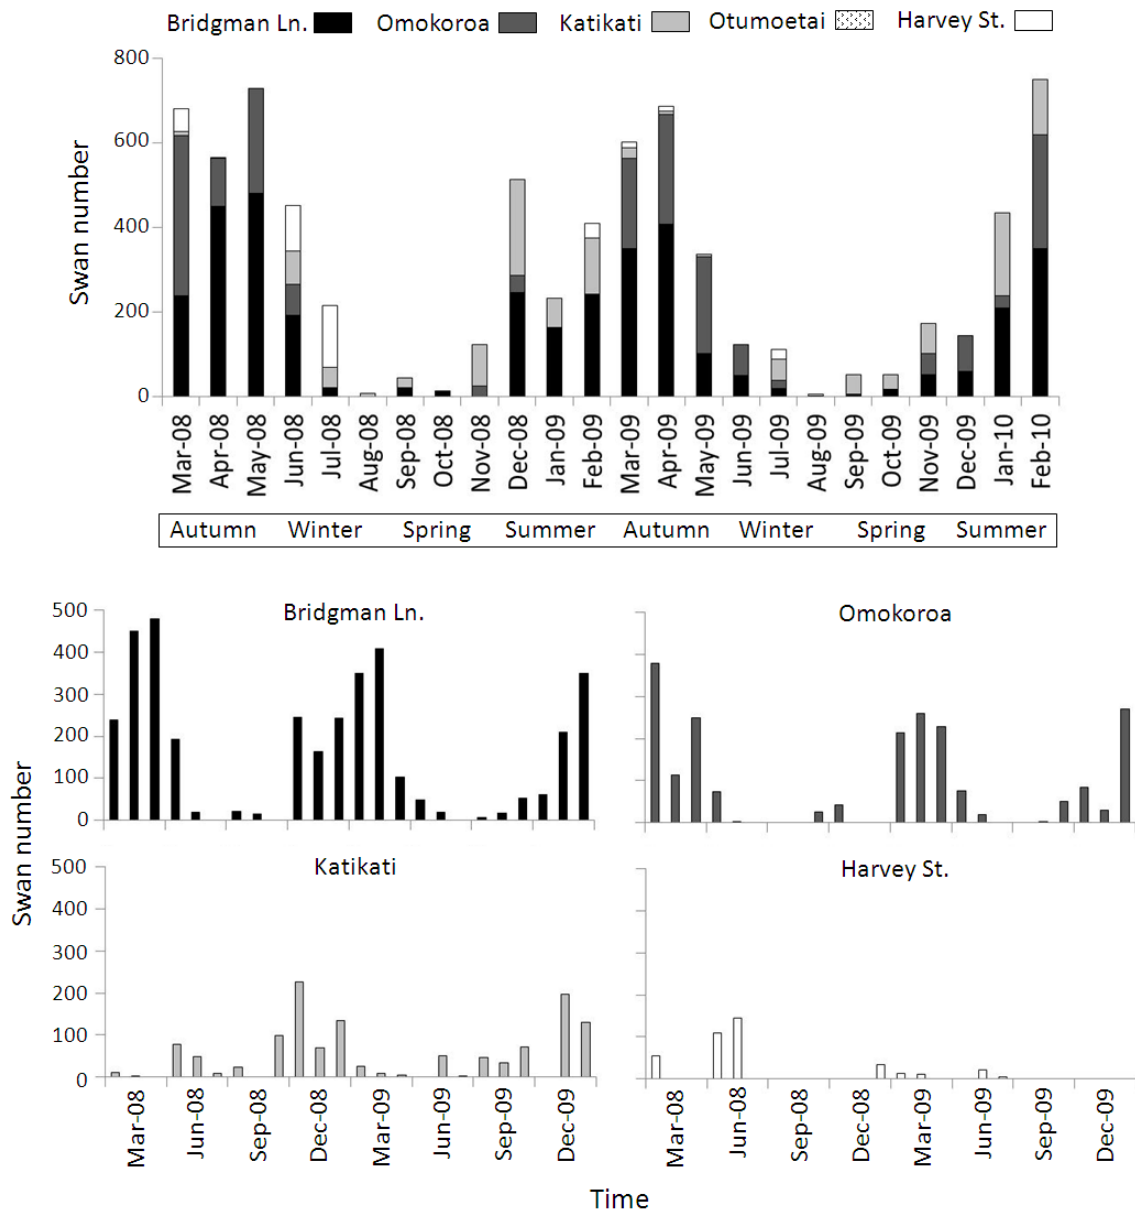 Bridgman Ln. Omokoroa Katikati Otumoetai Harvey St.
800
600
400
200
0
Swan number
Mar-08 Apr-08 May-08 Jun-08 Jul-08 Aug-08 Sep-08 Oct-08 Nov-08 Dec-08 Jan-09 Feb-09 Mar-09 Apr-09 May-09 Jun-09 Jul-09 Aug-09 Sep-09 Oct-09 Nov-09 Dec-09 Jan-10 Feb-10
Autumn Winter Spring Summer Autumn Winter Spring Summer
Bridgman Ln.
500
400
300
200
100
0
Omokoroa
Swan number
Katikati
500
400
300
200
100
0
Mar-08 Jun-08 Sep-08 Dec-08 Mar-09 Jun-09 Sep-09 Dec-09
Harvey St.
Mar-08 Jun-08 Sep-08 Dec-08 Mar-09 Jun-09 Sep-09 Dec-09
Time